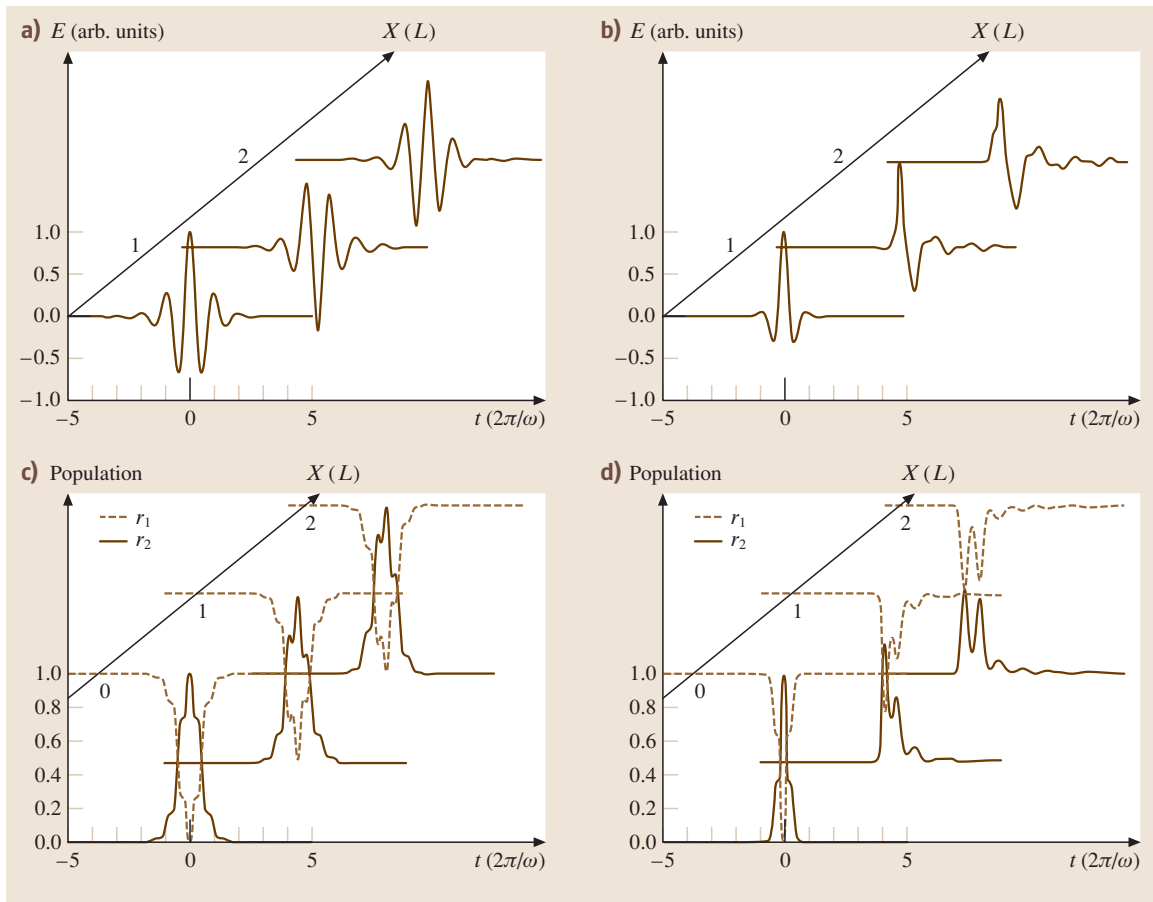 a) E (arb. units)
X (L)
2
1
1.0
0.5
0.0
−0.5
−1.0
−5
0
5
t (2π/ω)
b) E (arb. units)
X (L)
2
1
1.0
0.5
0.0
−0.5
−1.0
−5
0
5
t (2π/ω)
c) Population
X (L)
r1
r2
2
1
0
1.0
0.8
0.6
0.4
0.2
0.0
−5
0
5
t (2π/ω)
d) Population
X (L)
r1
r2
2
1
0
1.0
0.8
0.6
0.4
0.2
0.0
−5
0
5
t (2π/ω)